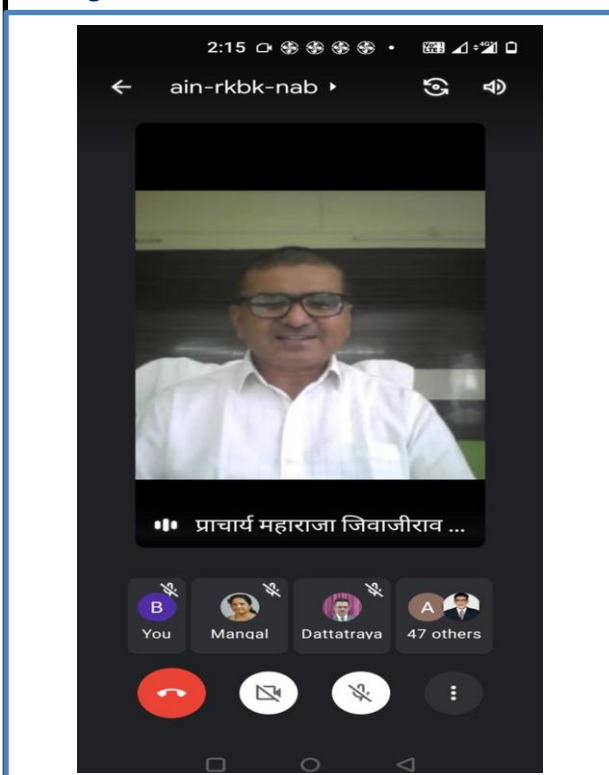 2:15
ain-rkbk-nab
प्राचार्य महाराजा जिवाजीराव ...
B
A
You
Mangal
Dattatraya
47 others